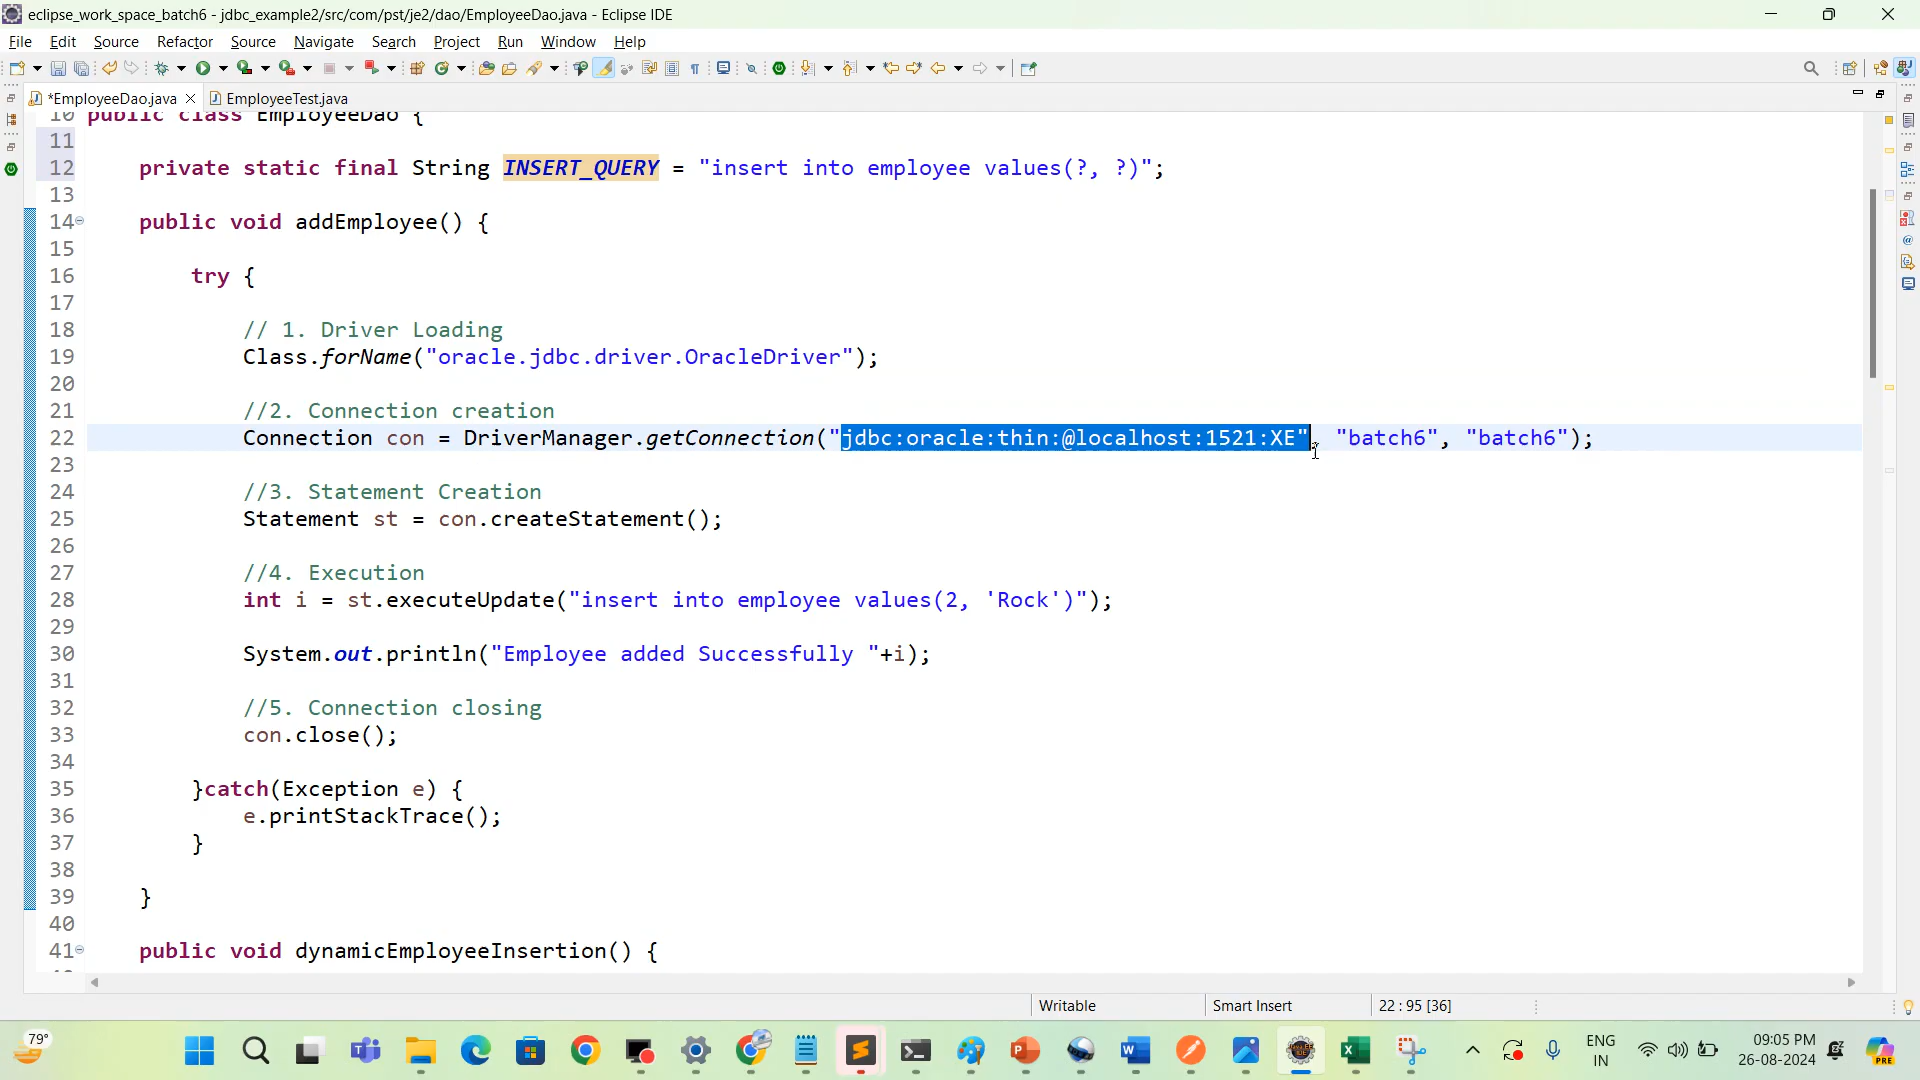 eclipse_work_space_batch6 - jdbc_example2/src/com/pst/je2/dao/EmployeeDao.java - Eclipse IDE
File Edit Source Refactor Source Navigate Search Project Run Window Help
*EmployeeDao.java EmployeeTest.java
10 public class EmployeeDao {
11
12 private static final String INSERT_QUERY = "insert into employee values(?, ?)";
13
14 public void addEmployee() {
15
16 try {
17
18 // 1. Driver Loading
19 Class.forName("oracle.jdbc.driver.OracleDriver");
20
21 //2. Connection creation
22 Connection con = DriverManager.getConnection("jdbc:oracle:thin:@localhost:1521:XE", "batch6", "batch6");
23
24 //3. Statement Creation
25 Statement st = con.createStatement();
26
27 //4. Execution
28 int i = st.executeUpdate("insert into employee values(2, 'Rock')");
29
30 System.out.println("Employee added Successfully "+i);
31
32 //5. Connection closing
33 con.close();
34
35 }catch(Exception e) {
36 e.printStackTrace();
37 }
38
39 }
40
41 public void dynamicEmployeeInsertion() {
Writable Smart Insert 22 : 95 [36]
79°
ENG
IN
09:05 PM
26-08-2024
PRE